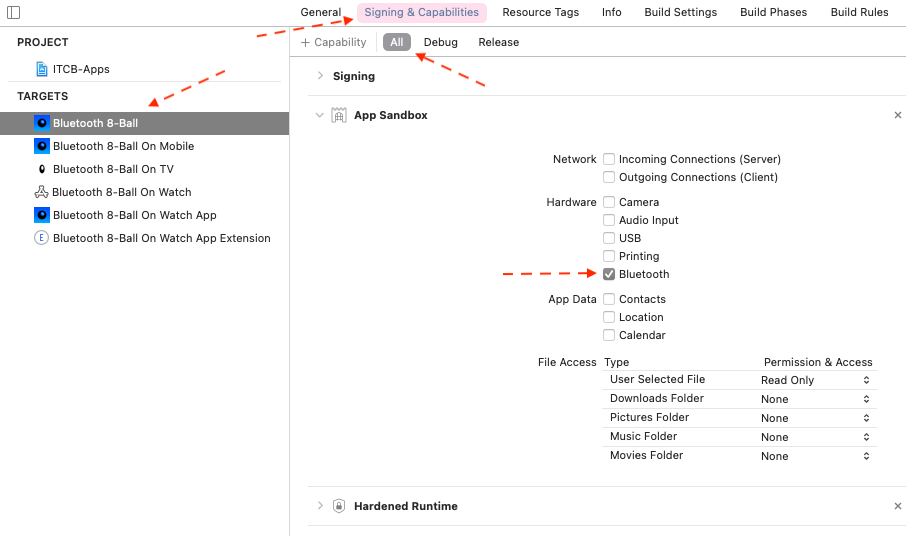 General Signing & Capabilities Resource Tags Info Build Settings Build Phases Build Rules
PROJECT
ITCB-Apps
TARGETS
Bluetooth 8-Ball
Bluetooth 8-Ball On Mobile
Bluetooth 8-Ball On TV
Bluetooth 8-Ball On Watch
Bluetooth 8-Ball On Watch App
E Bluetooth 8-Ball On Watch App Extension
+ Capability All Debug Release
Signing
App Sandbox
Network Incoming Connections (Server)
Outgoing Connections (Client)
Hardware Camera
Audio Input
USB
Printing
Bluetooth
App Data Contacts
Location
Calendar
File Access Type Permission & Access
User Selected File Read Only
Downloads Folder None
Pictures Folder None
Music Folder None
Movies Folder None
Hardened Runtime